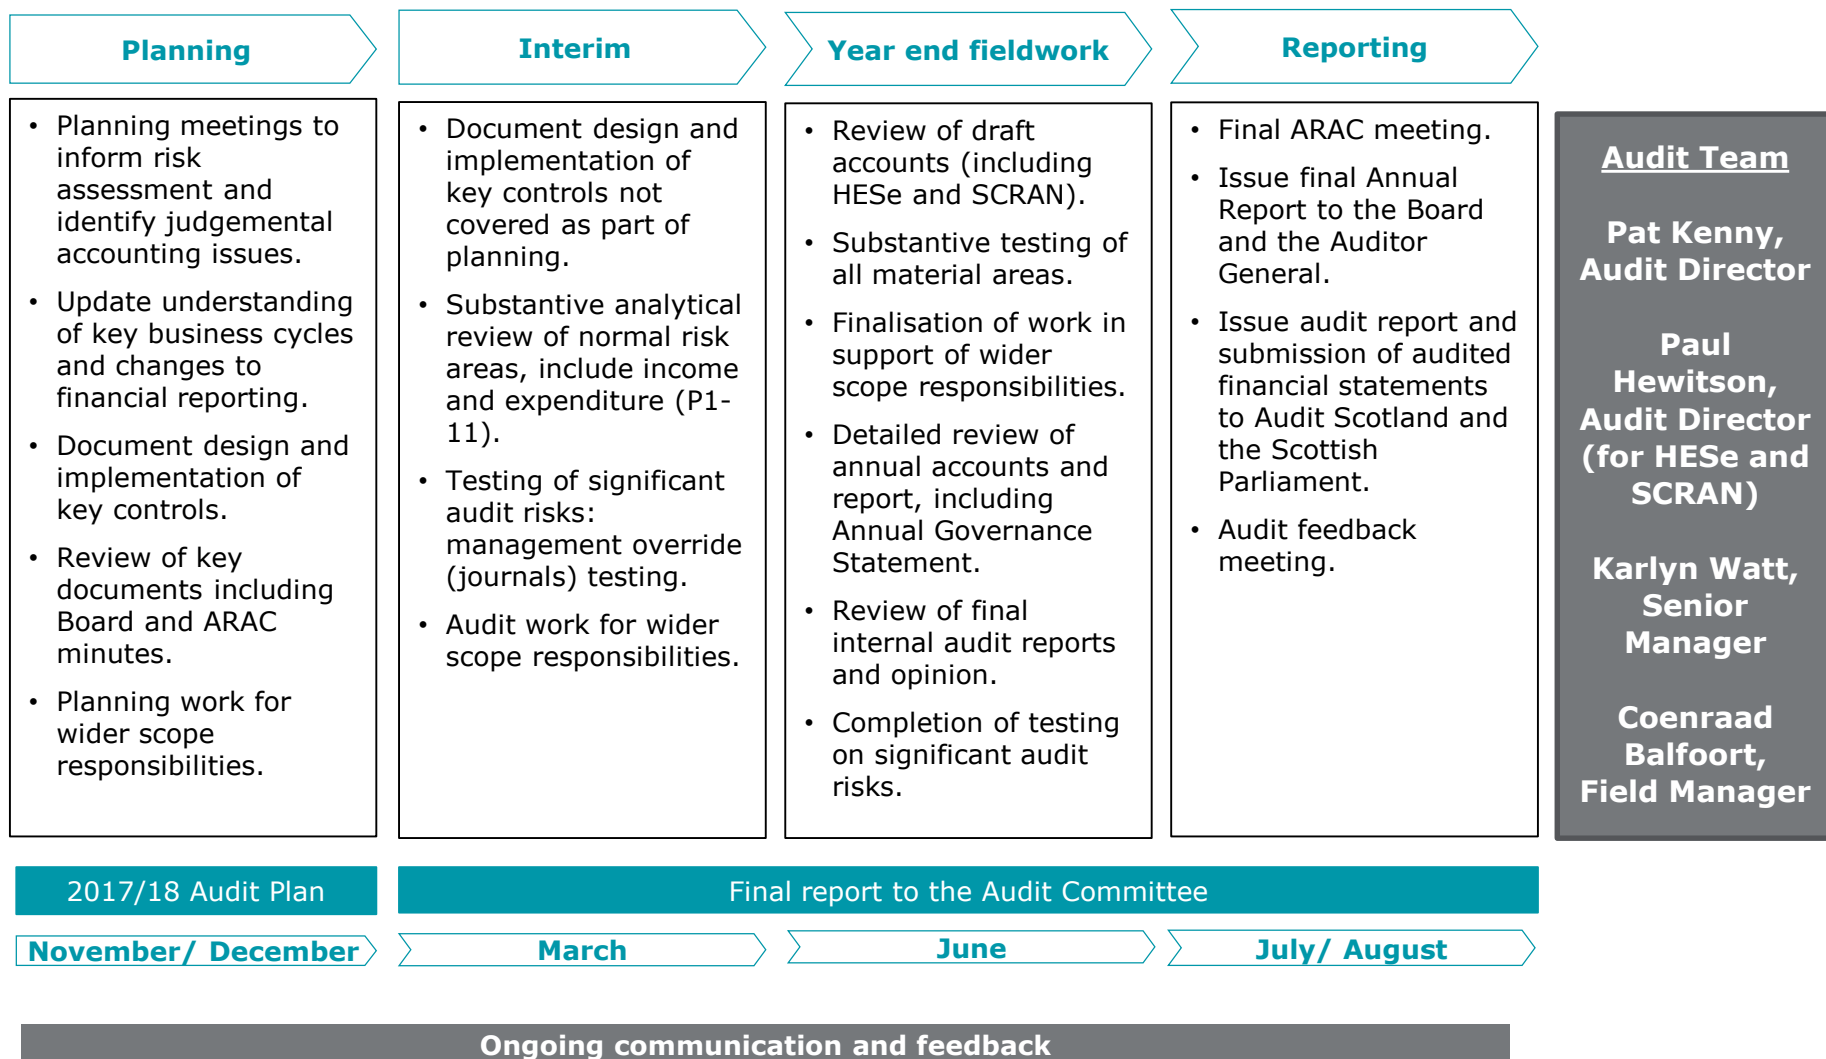 Planning
Interim
Year end fieldwork
Reporting
• Planning meetings to
inform risk
assessment and
identify judgemental
accounting issues.
• Update understanding
of key business cycles
and changes to
financial reporting.
• Document design and
implementation of
key controls.
• Review of key
documents including
Board and ARAC
minutes.
• Planning work for
wider scope
responsibilities.
• Document design and
implementation of
key controls not
covered as part of
planning.
• Substantive analytical
review of normal risk
areas, include income
and expenditure (P1-
11).
• Testing of significant
audit risks:
management override
(journals) testing.
• Audit work for wider
scope responsibilities.
• Review of draft
accounts (including
HESe and SCRAN).
• Substantive testing of
all material areas.
• Finalisation of work in
support of wider
scope responsibilities.
• Detailed review of
annual accounts and
report, including
Annual Governance
Statement.
• Review of final
internal audit reports
and opinion.
• Completion of testing
on significant audit
risks.
• Final ARAC meeting.
• Issue final Annual
Report to the Board
and the Auditor
General.
• Issue audit report and
submission of audited
financial statements
to Audit Scotland and
the Scottish
Parliament.
• Audit feedback
meeting.
Audit Team
Pat Kenny,
Audit Director
Paul
Hewitson,
Audit Director
(for HESe and
SCRAN)
Karlyn Watt,
Senior
Manager
Coenraad
Balfoort,
Field Manager
2017/18 Audit Plan
Final report to the Audit Committee
November/ December
March
June
July/ August
Ongoing communication and feedback